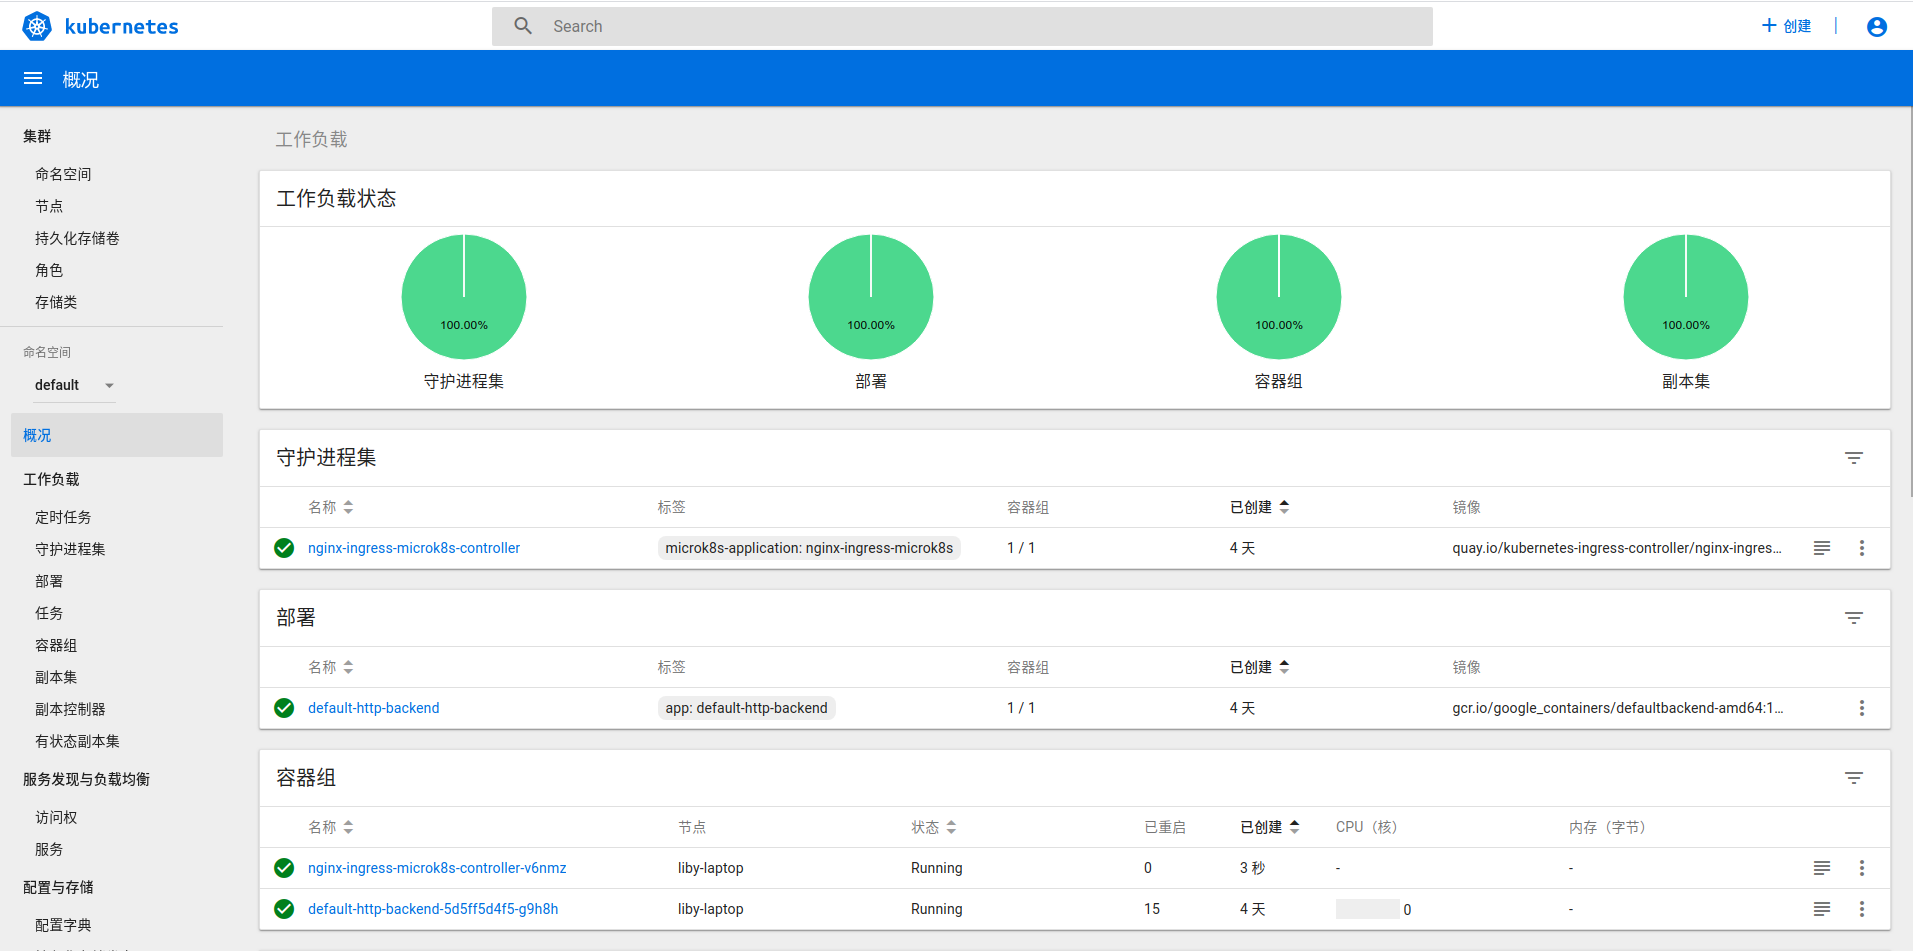 kubernetes
Search
创建
概况
集群
命名空间
节点
持久化存储卷
角色
存储类
命名空间
default
概况
工作负载
定时任务
守护进程集
部署
任务
容器组
副本集
副本控制器
有状态副本集
服务发现与负载均衡
访问权
服务
配置与存储
配置字典
工作负载
工作负载状态
100.00% 100.00% 100.00% 100.00%
守护进程集 部署 容器组 副本集
守护进程集
名称 标签 容器组 已创建 镜像
nginx-ingress-microk8s-controller microk8s-application: nginx-ingress-microk8s 1 / 1 4 天 quay.io/kubernetes-ingress-controller/nginx-ingres…
部署
名称 标签 容器组 已创建 镜像
default-http-backend app: default-http-backend 1 / 1 4 天 gcr.io/google_containers/defaultbackend-amd64:1…
容器组
名称 节点 状态 已重启 已创建 CPU（核） 内存（字节）
nginx-ingress-microk8s-controller-v6nmz liby-laptop Running 0 3 秒 - -
default-http-backend-5d5ff5d4f5-g9h8h liby-laptop Running 15 4 天 0 -